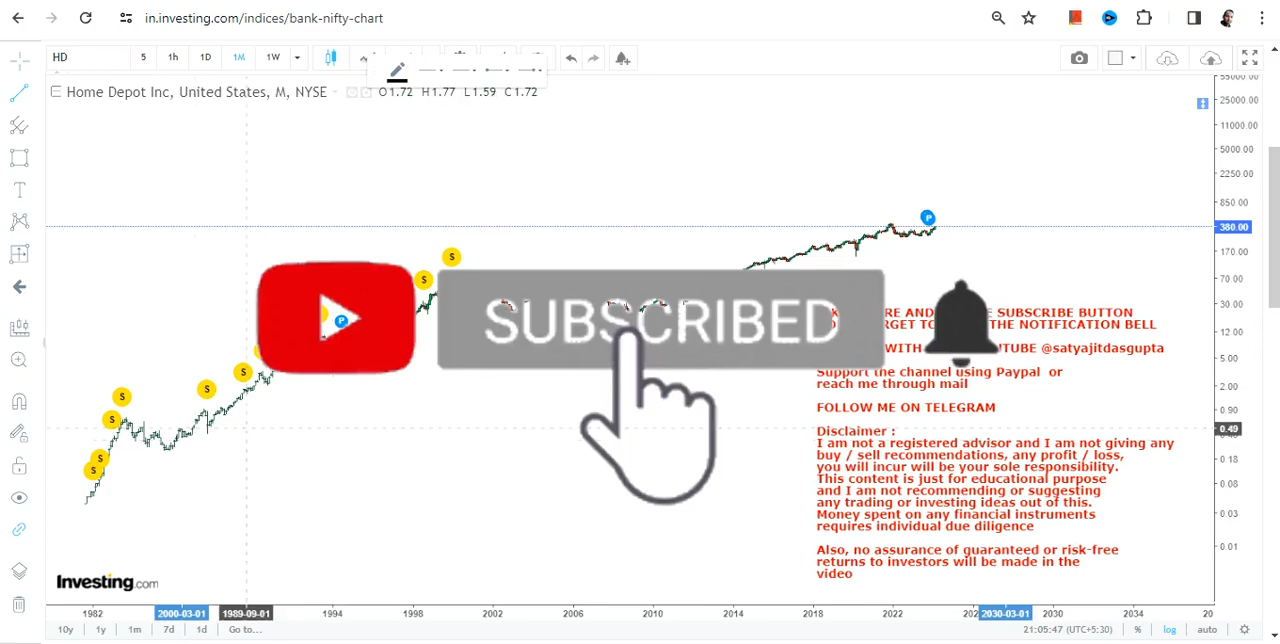 in.investing.com/indices/bank-nifty-chart
HD 5 1h 1D 1M 1W
Home Depot Inc, United States, M, NYSE O1.72 H1.77 L1.59 C1.72
55000.00
25000.00
11000.00
5000.00
2250.00
850.00
380.00
170.00
70.00
30.00
12.00
5.00
2.00
0.90
0.49
0.18
0.08
0.03
0.01
P
S
S
S
P
SUBSCRIBED
S
S
S
S
S
S
SUBSCRIBE BUTTON
THE NOTIFICATION BELL
WITH @satyajitdasgupta
Support the channel using Paypal or
reach me through mail
FOLLOW ME ON TELEGRAM
Disclaimer :
I am not a registered advisor and I am not giving any
buy / sell recommendations, any profit / loss,
you will incur will be your sole responsibility.
This content is just for educational purpose
and I am not recommending or suggesting
any trading or investing ideas out of this.
Money spent on any financial instruments
requires individual due diligence
Also, no assurance of guaranteed or risk-free
returns to investors will be made in the
video
Investing.com
1982 2000-03-01 1989-09-01 1994 1998 2002 2006 2010 2014 2018 2022 2030-03-01 2030 2034 20
10y 1y 1m 7d 1d Go to... 21:05:47 (UTC+5:30) % log auto